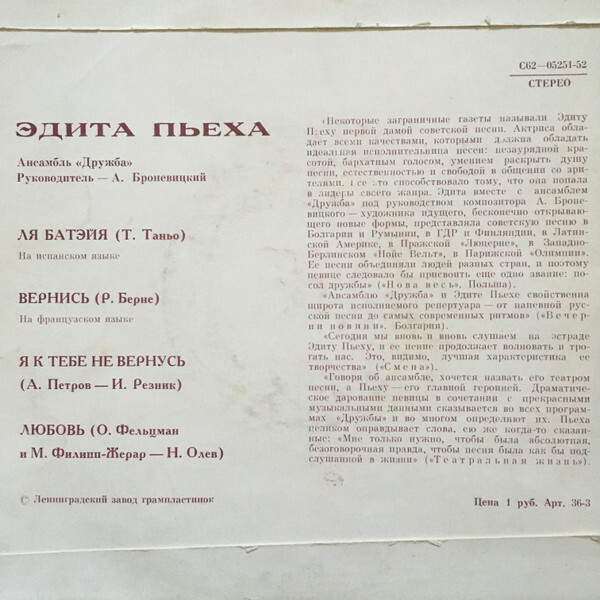 С62—05251-52
СТЕРЕО
ЭДИТА ПЬЕХА
Ансамбль «Дружба»
Руководитель — А. Броневицкий
ЛЯ БАТЭЙЯ (Т. Таньо)
На испанском языке
ВЕРНИСЬ (Р. Берне)
На французском языке
Я К ТЕБЕ НЕ ВЕРНУСЬ
(А. Петров — И. Резник)
ЛЮБОВЬ (О. Фельцман
и М. Филипп-Жерар — Н. Олев)
© Ленинградский завод грампластинок
«Некоторые заграничные газеты называли Эдиту
Пьеху первой дамой советской песни. Актриса обла-
дает всеми качествами, которыми должна обладать
идеальная исполнительница песен: незаурядной кра-
сотой, бархатным голосом, умением раскрыть душу
песни, естественностью и свободой в общении со зри-
телями. Все это способствовало тому, что она попала
в лидеры своего жанра. Эдита вместе с ансамблем
«Дружба» под руководством композитора А. Броне-
вицкого — художника идущего, бесконечно открываю-
щего новые формы, представляла советскую песню в
Болгарии и Румынии, в ГДР и Финляндии, в Латин-
ской Америке, в Пражской «Люцерне», в Западно-
Берлинском «Нойе Вельт», в Парижской «Олимпии».
Ее песни объединяли людей разных стран, и поэтому
певице следовало бы присвоить еще одно звание: по-
сол дружбы» («Нова весь». Польша).
«Ансамблю «Дружба» и Эдите Пьехе свойственна
широта исполняемого репертуара — от напевной рус-
ской песни до самых современных ритмов» («Вечер-
ни новини». Болгария).
«Сегодня мы вновь и вновь слушаем на эстраде
Эдиту Пьеху, и ее пение продолжает волновать и тро-
гать нас. Это, видимо, лучшая характеристика ее
творчества» («Смена»).
«Говоря об ансамбле, хочется назвать его театром
песни, а Пьеху — его главной героиней. Драматиче-
ское дарование певицы в сочетании с прекрасными
музыкальными данными сказывается во всех програм-
мах «Дружбы» и во многом определяют их. Пьеха
целиком оправдывает слова, ею же когда-то сказан-
ные: «Мне только нужно, чтобы была абсолютная,
безоговорочная правда, чтобы песня была как бы под-
слушанной в жизни» («Театральная жизнь»).
Цена 1 руб. Арт. 36-3